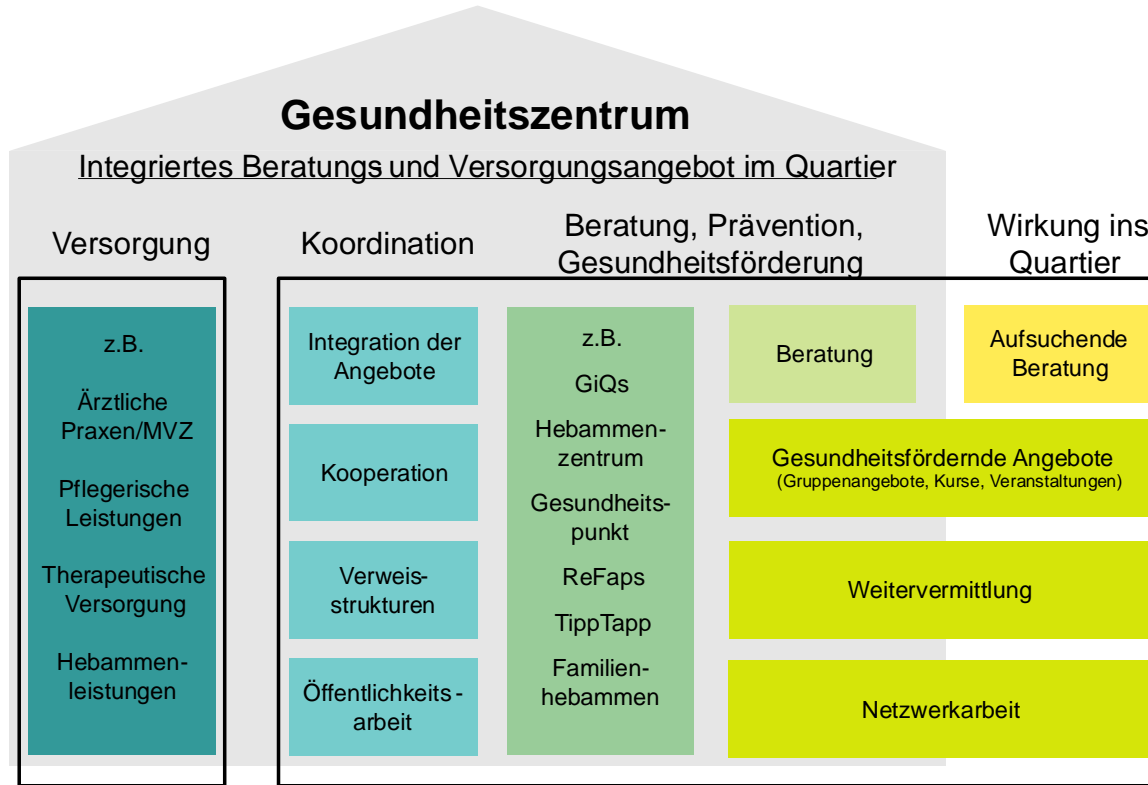 Gesundheitszentrum
Integriertes Beratungs und Versorgungsangebot im Quartier
Versorgung
z.B.
Ärztliche
Praxen/MVZ
Pflegerische
Leistungen
Therapeutische
Versorgung
Hebammen-
leistungen
Koordination
Integration der
Angebote
Kooperation
Verweis-
strukturen
Öffentlichkeits-
arbeit
Beratung, Prävention,
Gesundheitsförderung
z.B.
GiQs
Hebammen-
zentrum
Gesundheits-
punkt
ReFaps
TippTapp
Familien-
hebammen
Beratung
Wirkung ins
Quartier
Aufsuchende
Beratung
Gesundheitsfördernde Angebote
(Gruppenangebote, Kurse, Veranstaltungen)
Weitervermittlung
Netzwerkarbeit